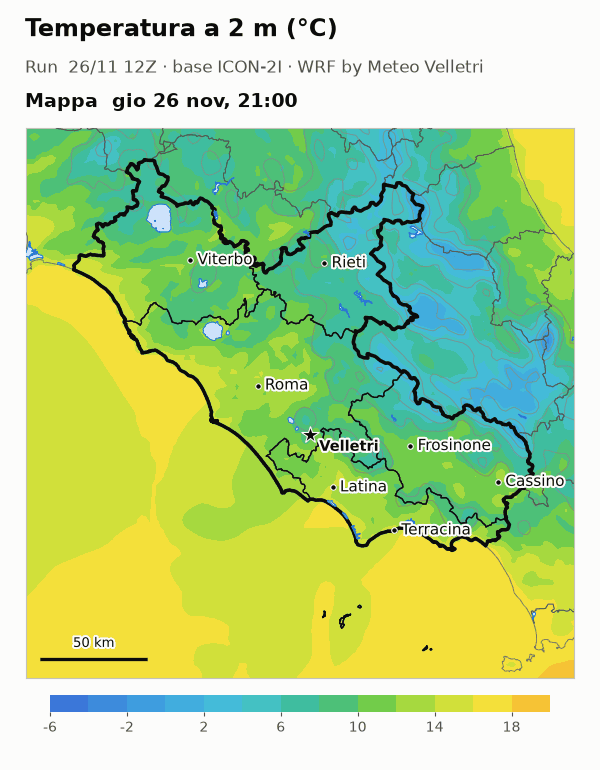 Temperatura a 2 m (°C)
Run  26/11 12Z · base ICON-2I · WRF by Meteo Velletri
Mappa  gio 26 nov, 21:00
Viterbo
Rieti
Roma
Velletri
Frosinone
Cassino
Latina
Terracina
50 km
-6 -2 2 6 10 14 18